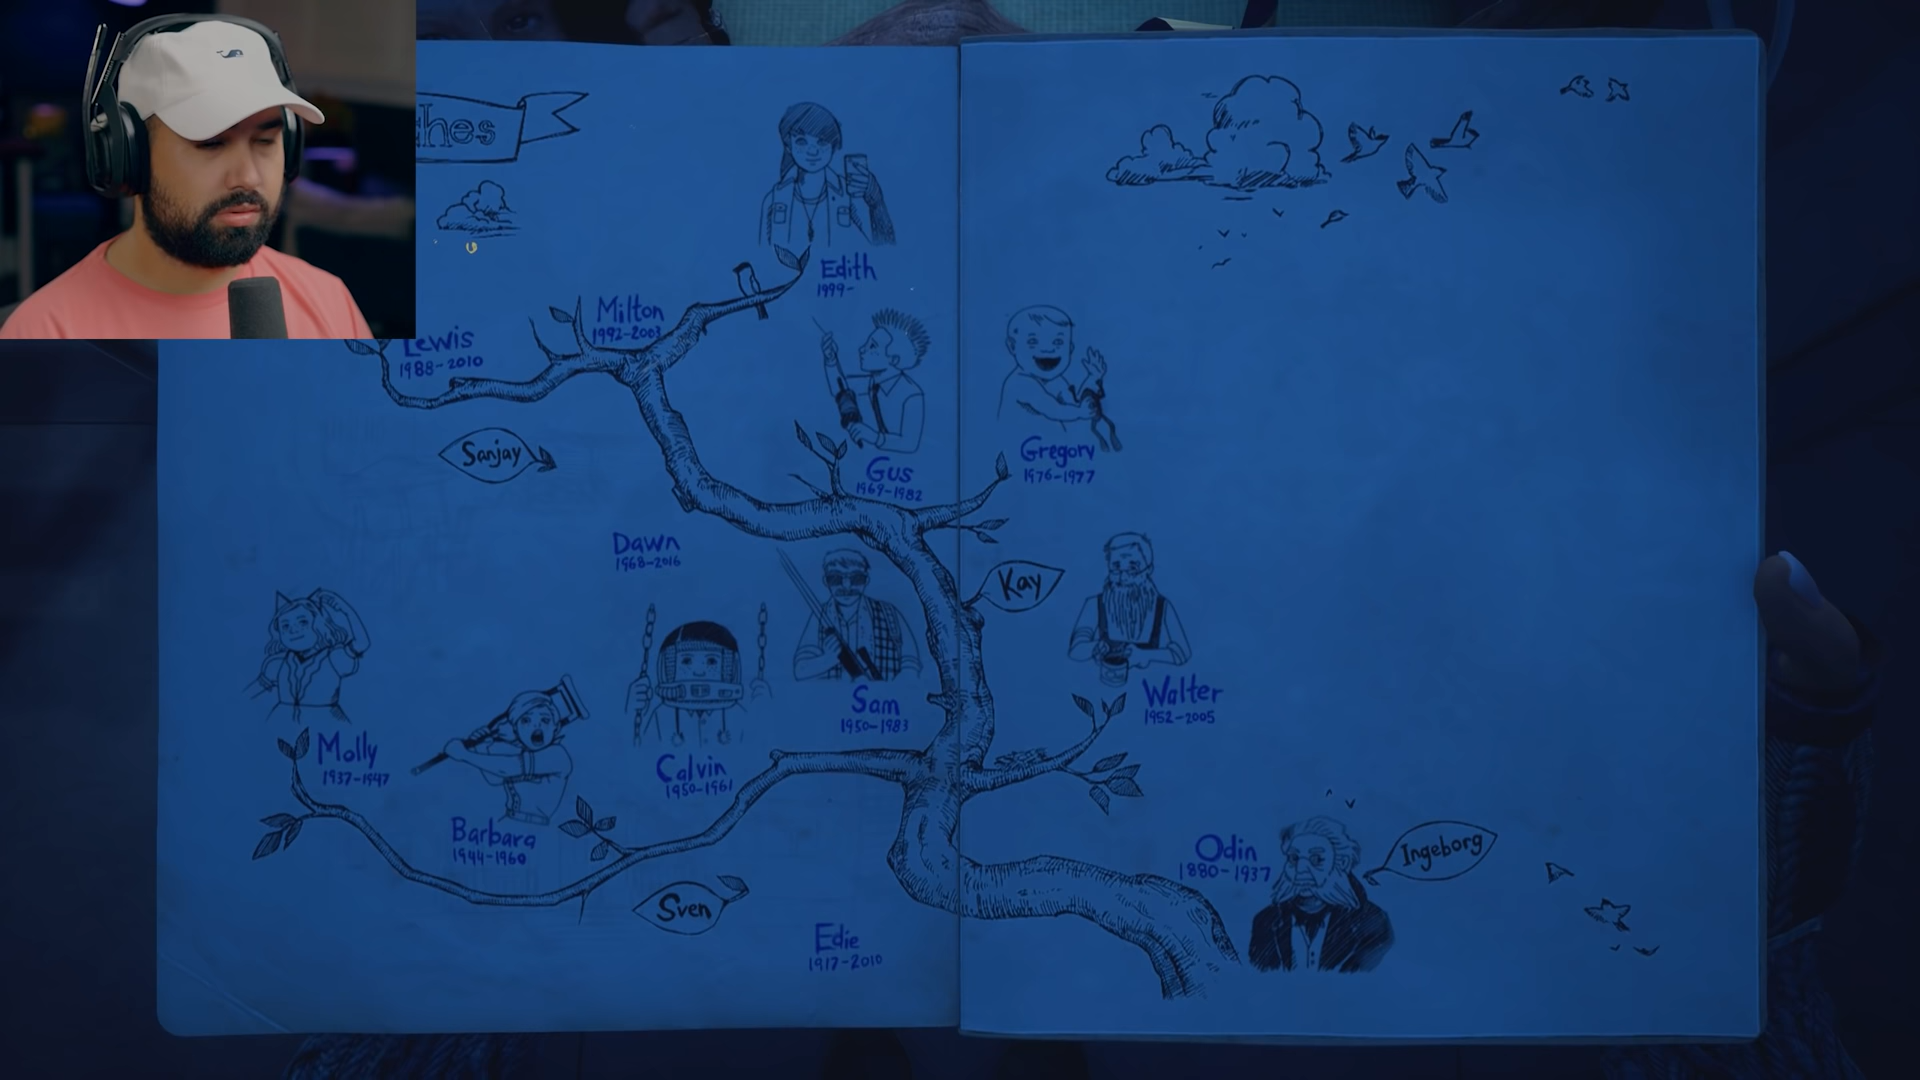 ches
Edith
1999-
Milton
1992-2003
Lewis
1988-2010
Sanjay
Gus
1969-1982
Gregory
1976-1977
Dawn
1968-2016
Kay
Sam
1950-1983
Walter
1952-2005
Molly
1937-1947
Calvin
1950-1961
Barbara
1944-1960
Odin
1880-1937
Ingeborg
Sven
Edie
1917-2010